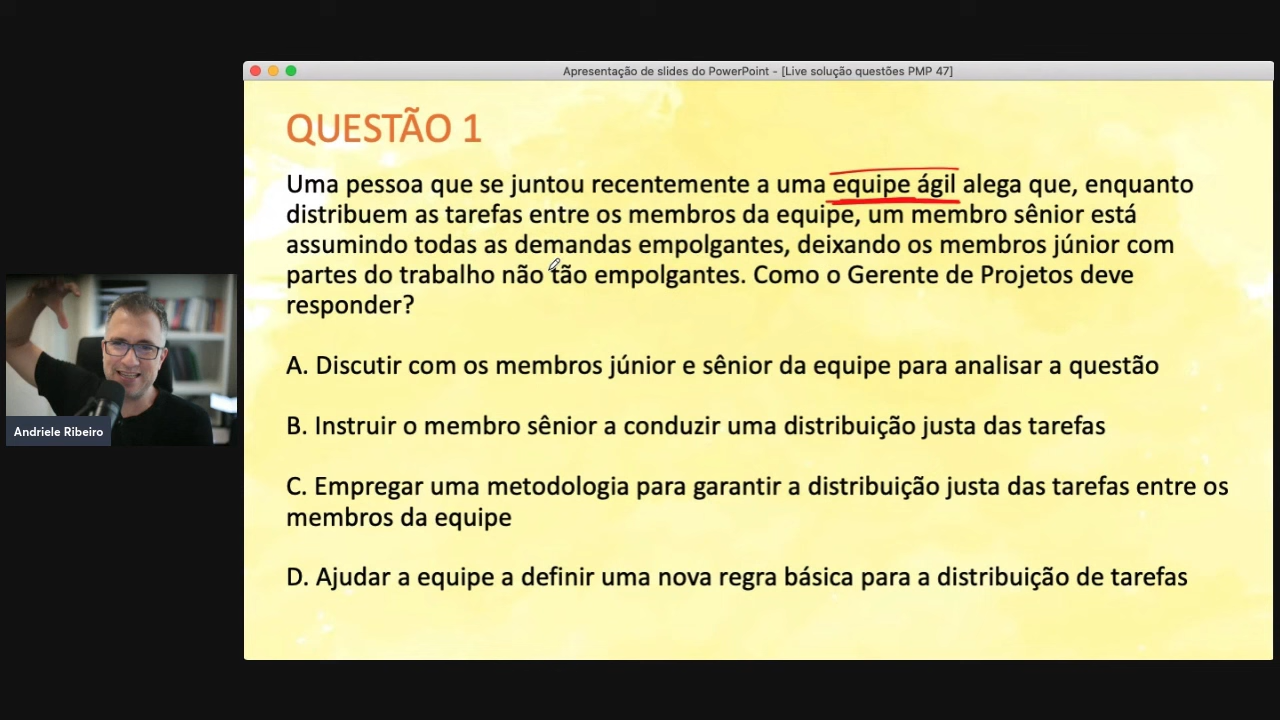 Apresentação de slides do PowerPoint - [Live solução questões PMP 47]
QUESTÃO 1
Uma pessoa que se juntou recentemente a uma equipe ágil alega que, enquanto
distribuem as tarefas entre os membros da equipe, um membro sênior está
assumindo todas as demandas empolgantes, deixando os membros júnior com
partes do trabalho não tão empolgantes. Como o Gerente de Projetos deve
responder?
A. Discutir com os membros júnior e sênior da equipe para analisar a questão
B. Instruir o membro sênior a conduzir uma distribuição justa das tarefas
C. Empregar uma metodologia para garantir a distribuição justa das tarefas entre os
membros da equipe
D. Ajudar a equipe a definir uma nova regra básica para a distribuição de tarefas
Andriele Ribeiro